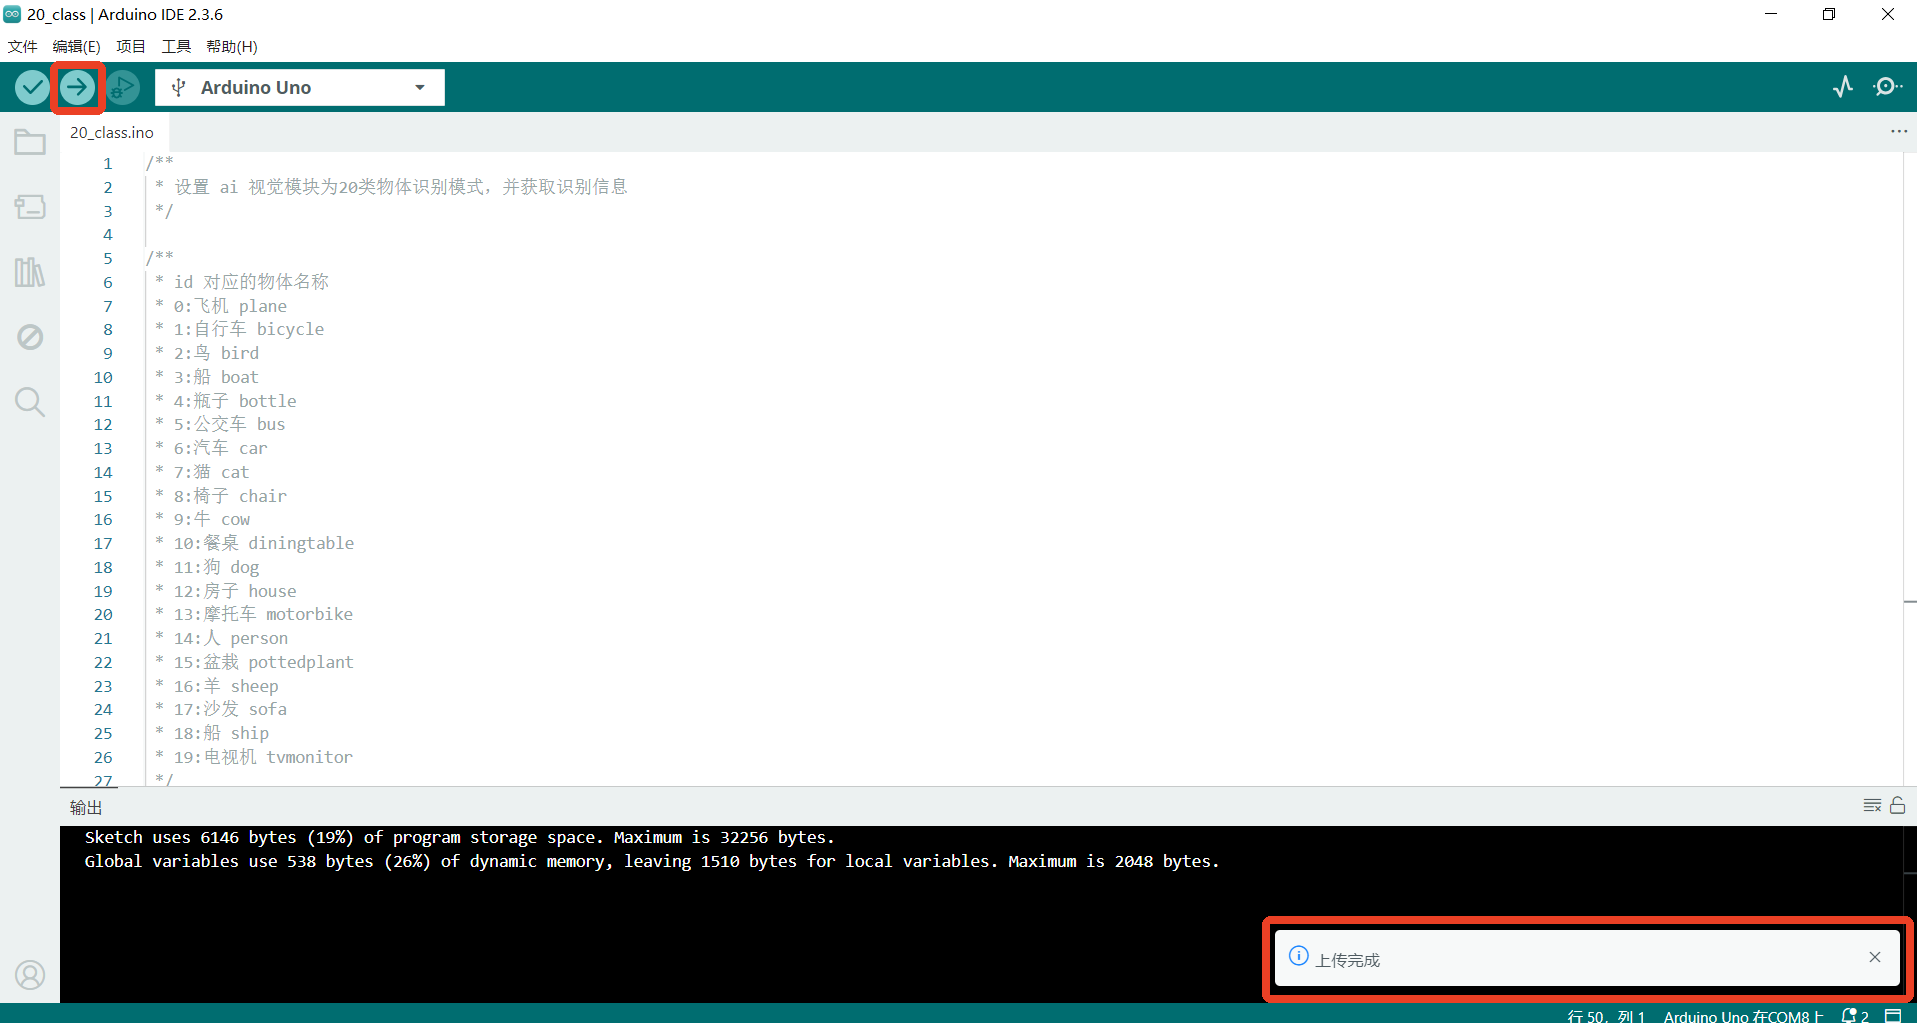 20_class | Arduino IDE 2.3.6
文件 编辑(E) 项目 工具 帮助(H)
Arduino Uno
20_class.ino
1 /**
2 * 设置 ai 视觉模块为20类物体识别模式，并获取识别信息
3 */
4
5 /**
6 * id 对应的物体名称
7 * 0:飞机 plane
8 * 1:自行车 bicycle
9 * 2:鸟 bird
10 * 3:船 boat
11 * 4:瓶子 bottle
12 * 5:公交车 bus
13 * 6:汽车 car
14 * 7:猫 cat
15 * 8:椅子 chair
16 * 9:牛 cow
17 * 10:餐桌 diningtable
18 * 11:狗 dog
19 * 12:房子 house
20 * 13:摩托车 motorbike
21 * 14:人 person
22 * 15:盆栽 pottedplant
23 * 16:羊 sheep
24 * 17:沙发 sofa
25 * 18:船 ship
26 * 19:电视机 tvmonitor
27 */
输出
Sketch uses 6146 bytes (19%) of program storage space. Maximum is 32256 bytes.
Global variables use 538 bytes (26%) of dynamic memory, leaving 1510 bytes for local variables. Maximum is 2048 bytes.
上传完成
行 50，列 1 Arduino Uno 在COM8上 2